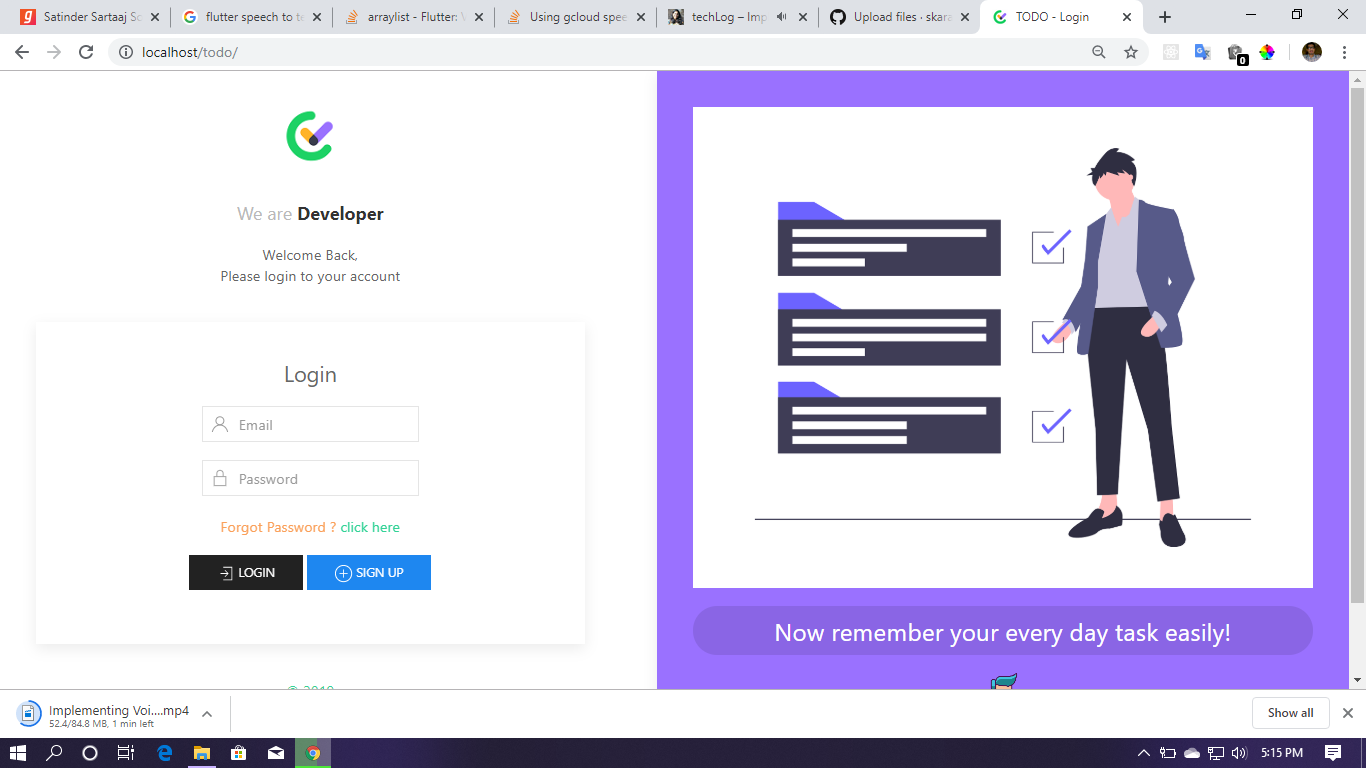 Satinder Sartaaj So
flutter speech to te
arraylist - Flutter: V
Using gcloud spee
techLog – Imp
Upload files · skara
TODO - Login
localhost/todo/
0
We are Developer
Welcome Back,
Please login to your account
Login
Email
Password
Forgot Password ? click here
LOGIN
SIGN UP
Now remember your every day task easily!
Implementing Voi....mp4
52.4/84.8 MB, 1 min left
Show all
5:15 PM